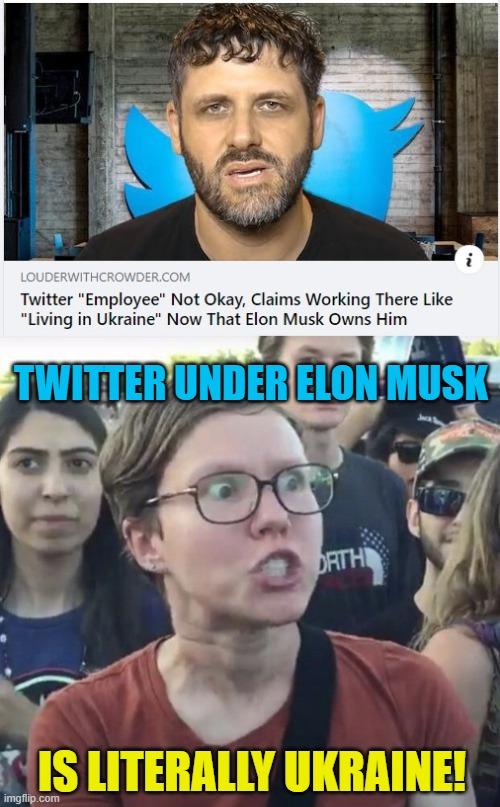 LOUDERWITHCROWDER.COM
Twitter "Employee" Not Okay, Claims Working There Like
"Living in Ukraine" Now That Elon Musk Owns Him
TWITTER UNDER ELON MUSK
ORTH
IS LITERALLY UKRAINE!
imgflip.com